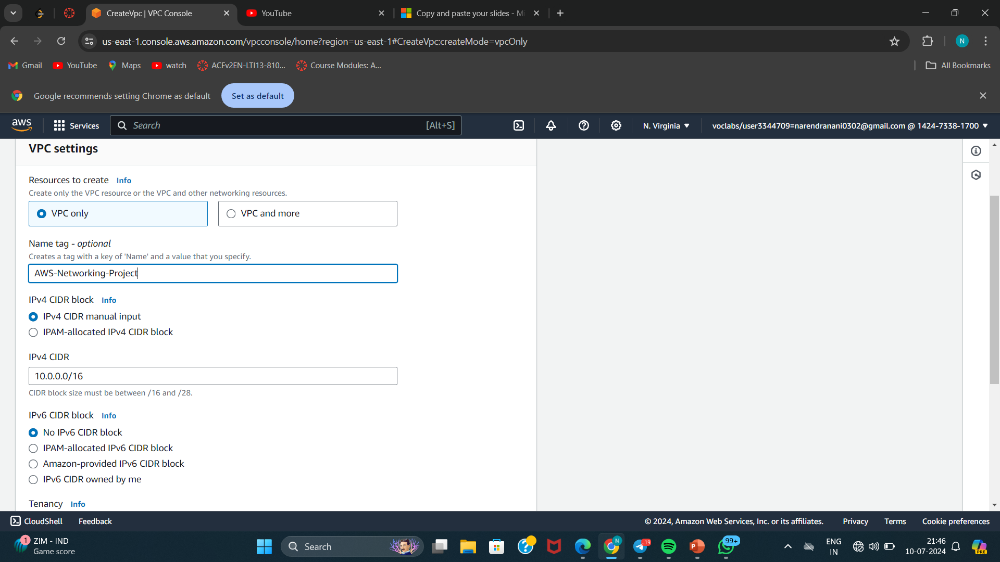 CreateVpc | VPC Console
YouTube
Copy and paste your slides - Mi
us-east-1.console.aws.amazon.com/vpcconsole/home?region=us-east-1#CreateVpc:createMode=vpcOnly
N
Gmail
YouTube
Maps
watch
ACFv2EN-LTI13-810...
Course Modules: A...
All Bookmarks
Google recommends setting Chrome as default
Set as default
aws
Services
Search
[Alt+S]
N. Virginia
voclabs/user3344709=narendranani0302@gmail.com @ 1424-7338-1700
VPC settings
Resources to create Info
Create only the VPC resource or the VPC and other networking resources.
VPC only
VPC and more
Name tag - optional
Creates a tag with a key of 'Name' and a value that you specify.
AWS-Networking-Project
IPv4 CIDR block Info
IPv4 CIDR manual input
IPAM-allocated IPv4 CIDR block
IPv4 CIDR
10.0.0.0/16
CIDR block size must be between /16 and /28.
IPv6 CIDR block Info
No IPv6 CIDR block
IPAM-allocated IPv6 CIDR block
Amazon-provided IPv6 CIDR block
IPv6 CIDR owned by me
Tenancy Info
CloudShell
Feedback
© 2024, Amazon Web Services, Inc. or its affiliates.
Privacy
Terms
Cookie preferences
1
ZIM - IND
Game score
Search
N
19
P
99+
ENG
IN
21:46
10-07-2024
PRE